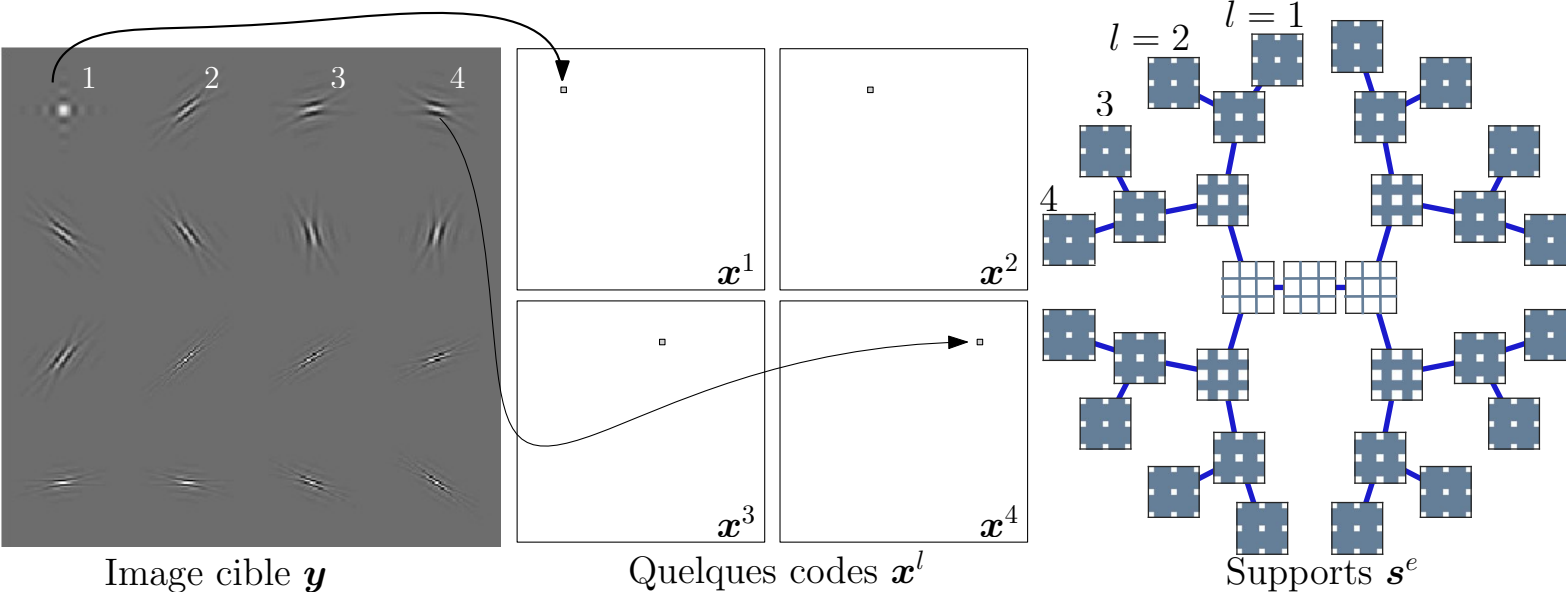 1 2 3 4
x¹
x²
x³
x⁴
l = 1
l = 2
3
4
Image cible y
Quelques codes xˡ
Supports sᵉ